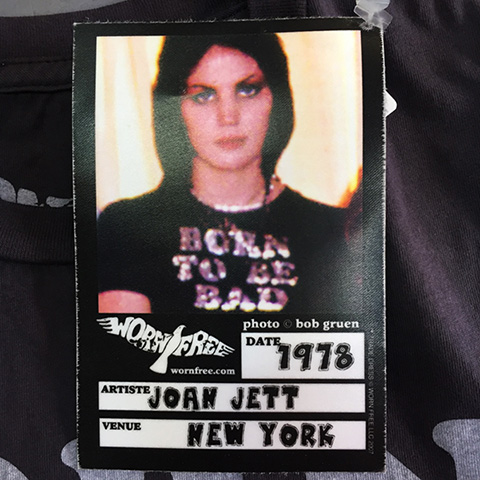 BORN
TO BE
BAD
WORN FREE
wornfree.com
photo © bob gruen
DATE 1978
ARTISTE JOAN JETT
VENUE NEW YORK